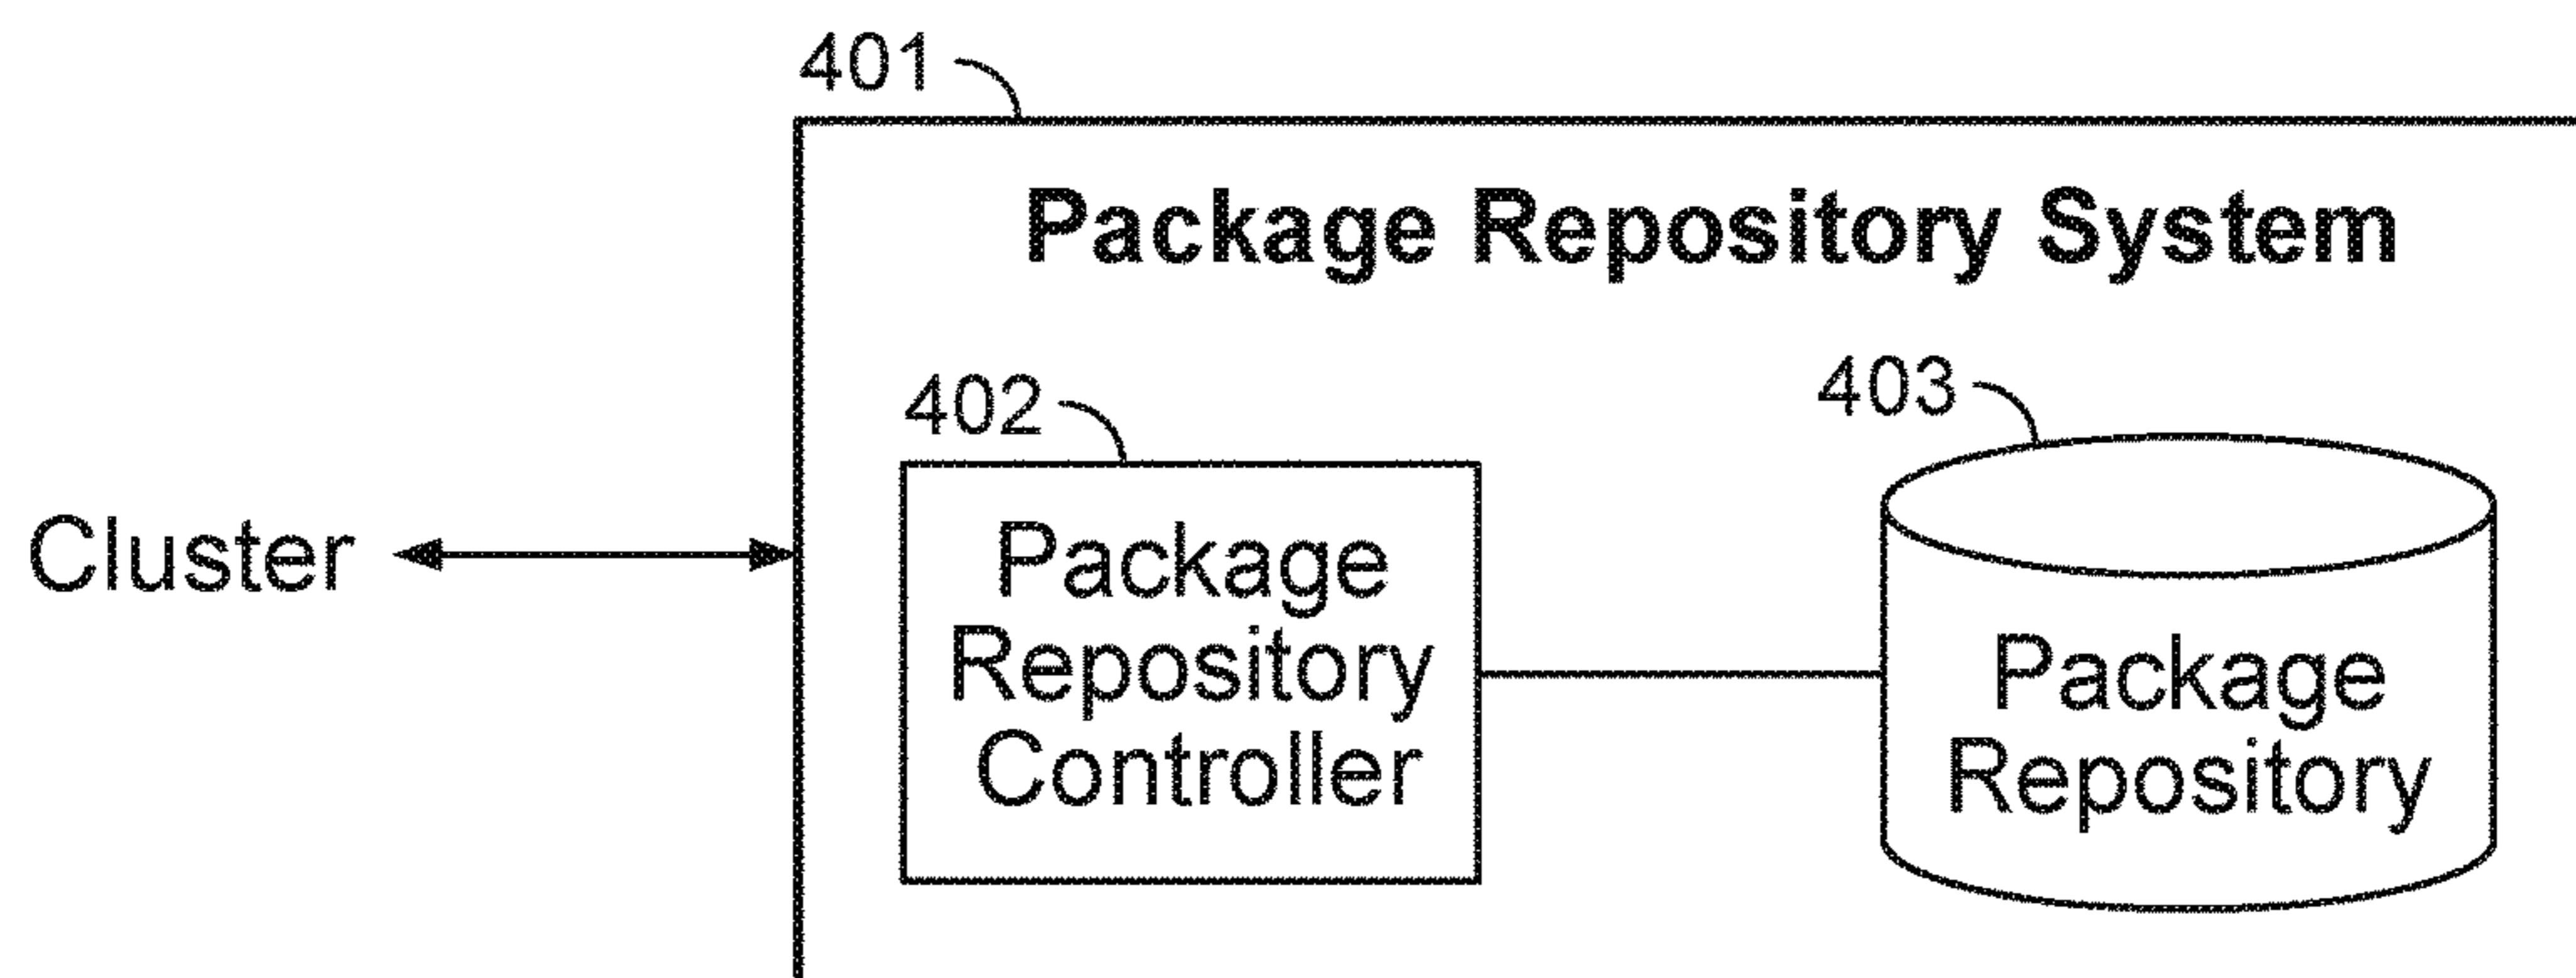 401
Package Repository System
402
403
Cluster
Package
Repository
Controller
Package
Repository